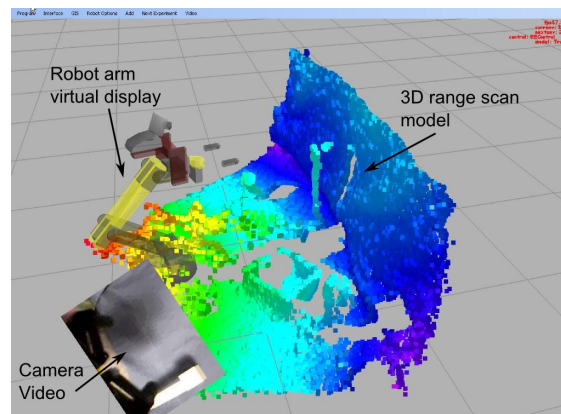 Program Interface GIS Robot Options Add Next Experiment Video
Robot arm
virtual display
3D range scan
model
Camera
Video